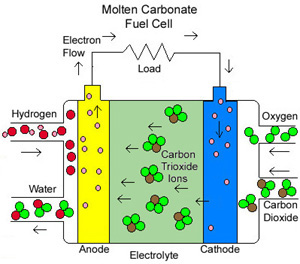 Molten Carbonate
Fuel Cell
Electron
Flow
Load
Hydrogen
Oxygen
Carbon
Trioxide
Ions
Water
Carbon
Dioxide
Anode
Electrolyte
Cathode